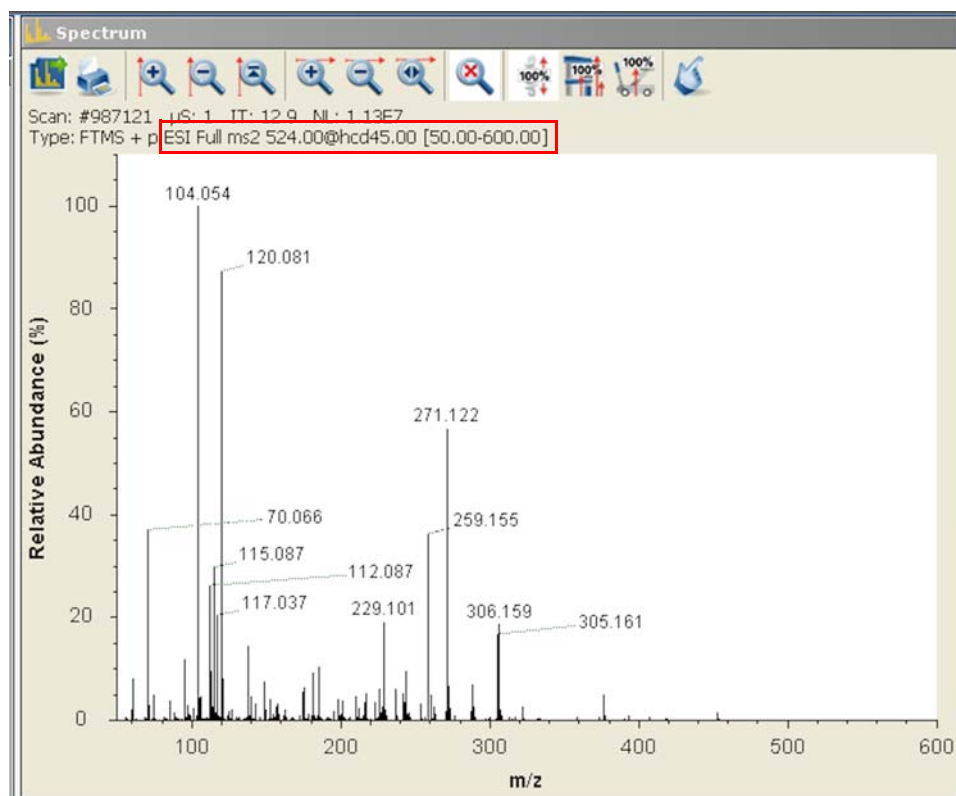 Spectrum
100% 100% 100%
Scan: #987121 µS: 1 IT: 12.9 NL: 1.13E7
Type: FTMS + p ESI Full ms2 524.00@hcd45.00 [50.00-600.00]
104.054
100
120.081
80
60
271.122
40
70.066
259.155
115.087
112.087
117.037
229.101
306.159
305.161
20
0
Relative Abundance (%)
100 200 300 400 500 600
m/z